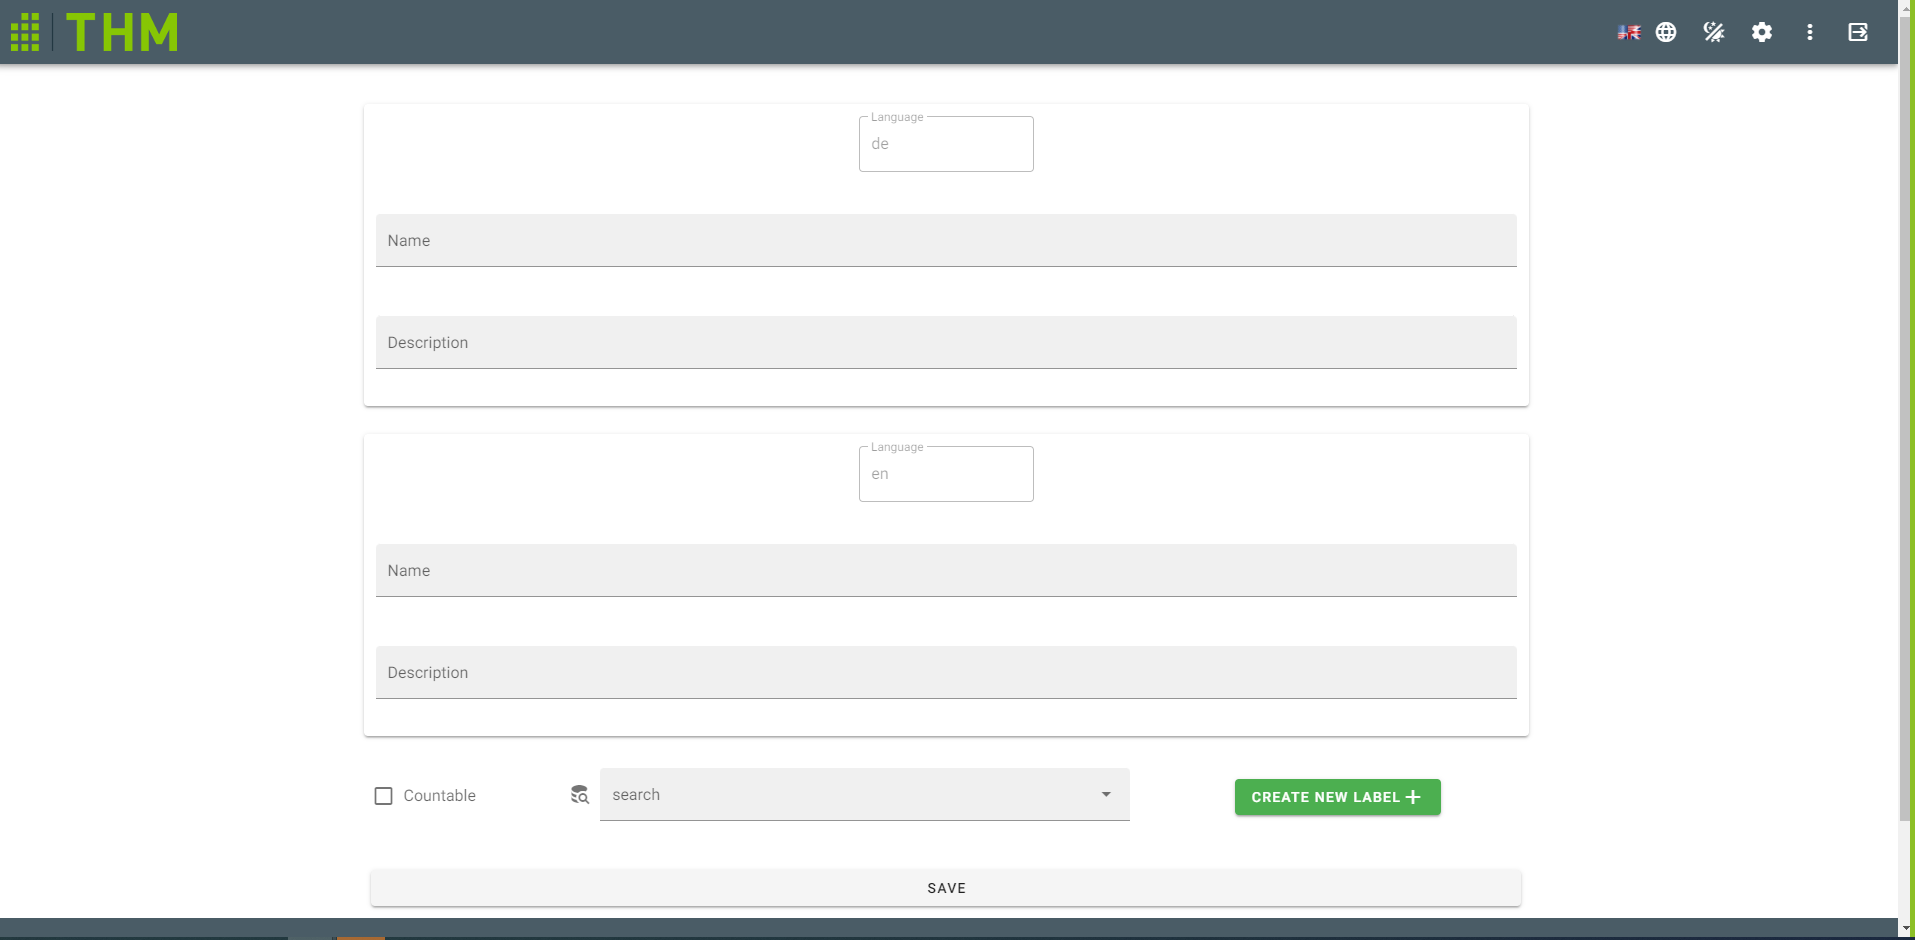 THM
Language
de
Name
Description
Language
en
Name
Description
Countable
search
CREATE NEW LABEL
SAVE